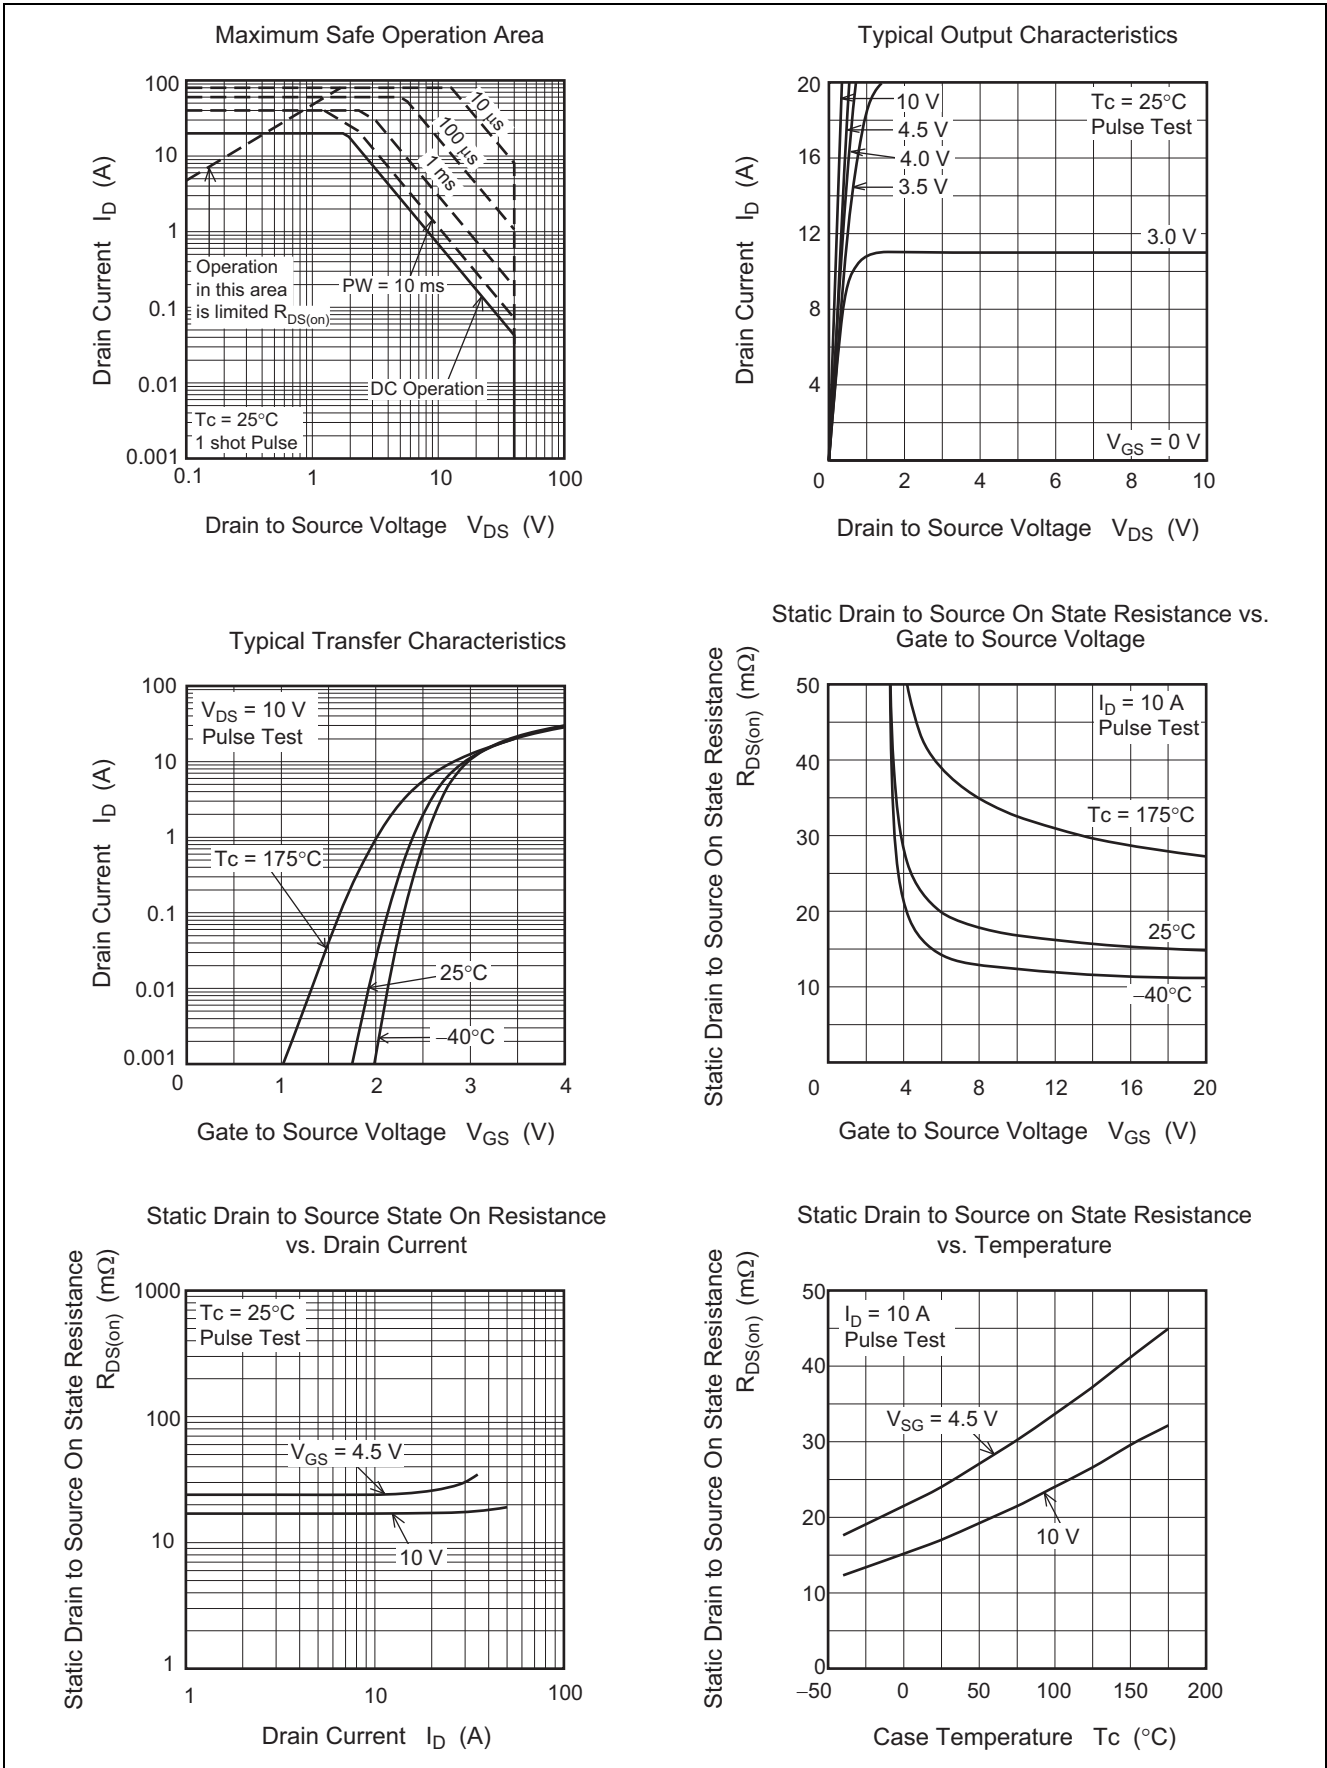 Maximum Safe Operation Area
Drain Current I_D (A)
100
10
1
0.1
0.01
0.001
0.1
1
10
100
10 µs
100 µs
1 ms
Operation
in this area
is limited R_DS(on)
PW = 10 ms
DC Operation
Tc = 25°C
1 shot Pulse
Drain to Source Voltage V_DS (V)
Typical Output Characteristics
Drain Current I_D (A)
20
16
12
8
4
0
2
4
6
8
10
10 V
4.5 V
4.0 V
3.5 V
Tc = 25°C
Pulse Test
3.0 V
V_GS = 0 V
Drain to Source Voltage V_DS (V)
Typical Transfer Characteristics
Drain Current I_D (A)
100
10
1
0.1
0.01
0.001
0
1
2
3
4
V_DS = 10 V
Pulse Test
Tc = 175°C
25°C
–40°C
Gate to Source Voltage V_GS (V)
Static Drain to Source On State Resistance vs.
Gate to Source Voltage
Static Drain to Source On State Resistance
R_DS(on) (mΩ)
50
40
30
20
10
0
4
8
12
16
20
I_D = 10 A
Pulse Test
Tc = 175°C
25°C
–40°C
Gate to Source Voltage V_GS (V)
Static Drain to Source State On Resistance
vs. Drain Current
Static Drain to Source On State Resistance
R_DS(on) (mΩ)
1000
100
10
1
1
10
100
Tc = 25°C
Pulse Test
V_GS = 4.5 V
10 V
Drain Current I_D (A)
Static Drain to Source on State Resistance
vs. Temperature
Static Drain to Source On State Resistance
R_DS(on) (mΩ)
50
40
30
20
10
0
–50
0
50
100
150
200
I_D = 10 A
Pulse Test
V_SG = 4.5 V
10 V
Case Temperature Tc (°C)